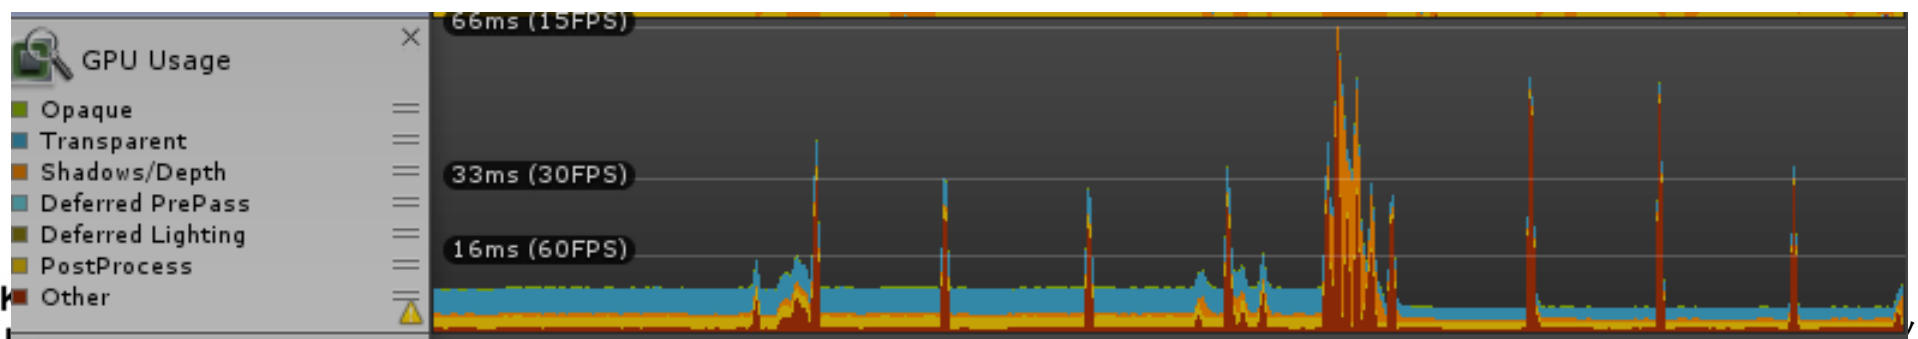 66ms (15FPS)
GPU Usage
Opaque
Transparent
Shadows/Depth
33ms (30FPS)
Deferred PrePass
Deferred Lighting
16ms (60FPS)
PostProcess
Other